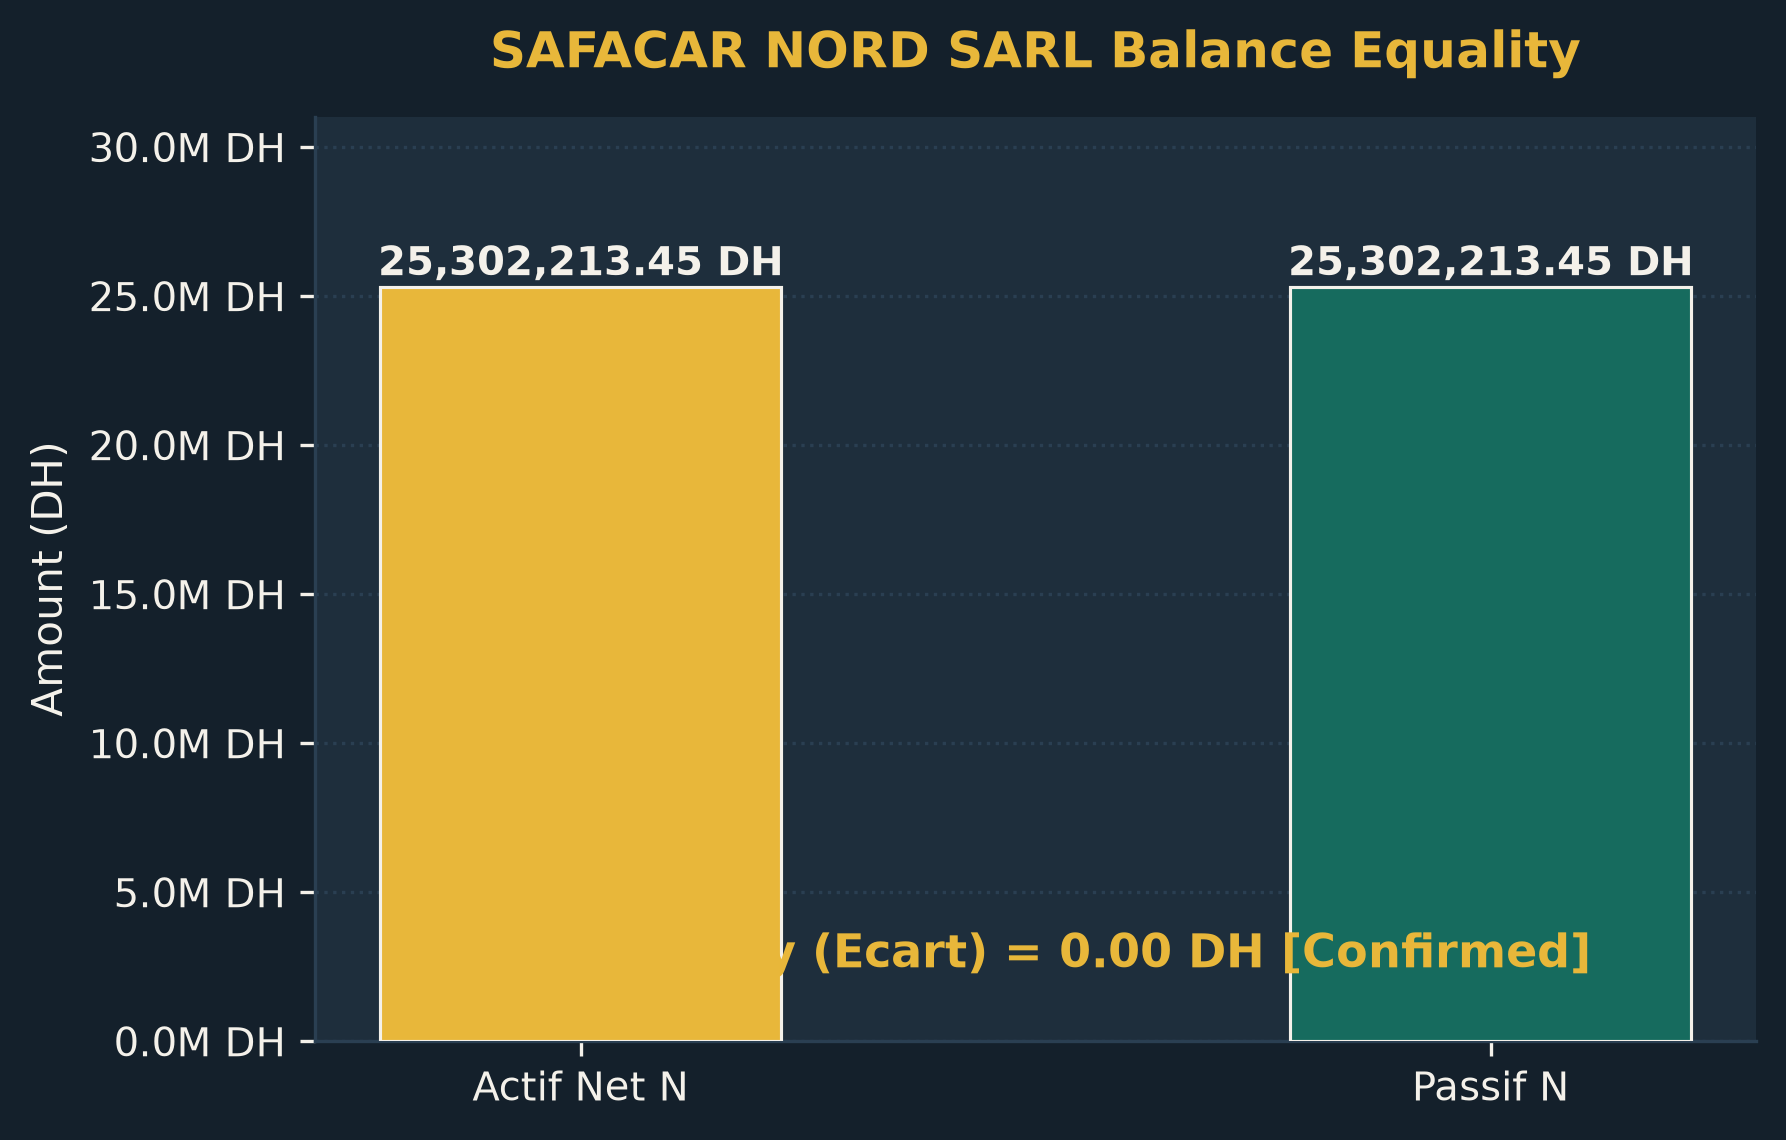 SAFACAR NORD SARL Balance Equality
30.0M DH
25,302,213.45 DH
25,302,213.45 DH
25.0M DH
20.0M DH
15.0M DH
10.0M DH
5.0M DH
0.0M DH
Amount (DH)
(Ecart) = 0.00 DH [Confirmed]
Actif Net N
Passif N